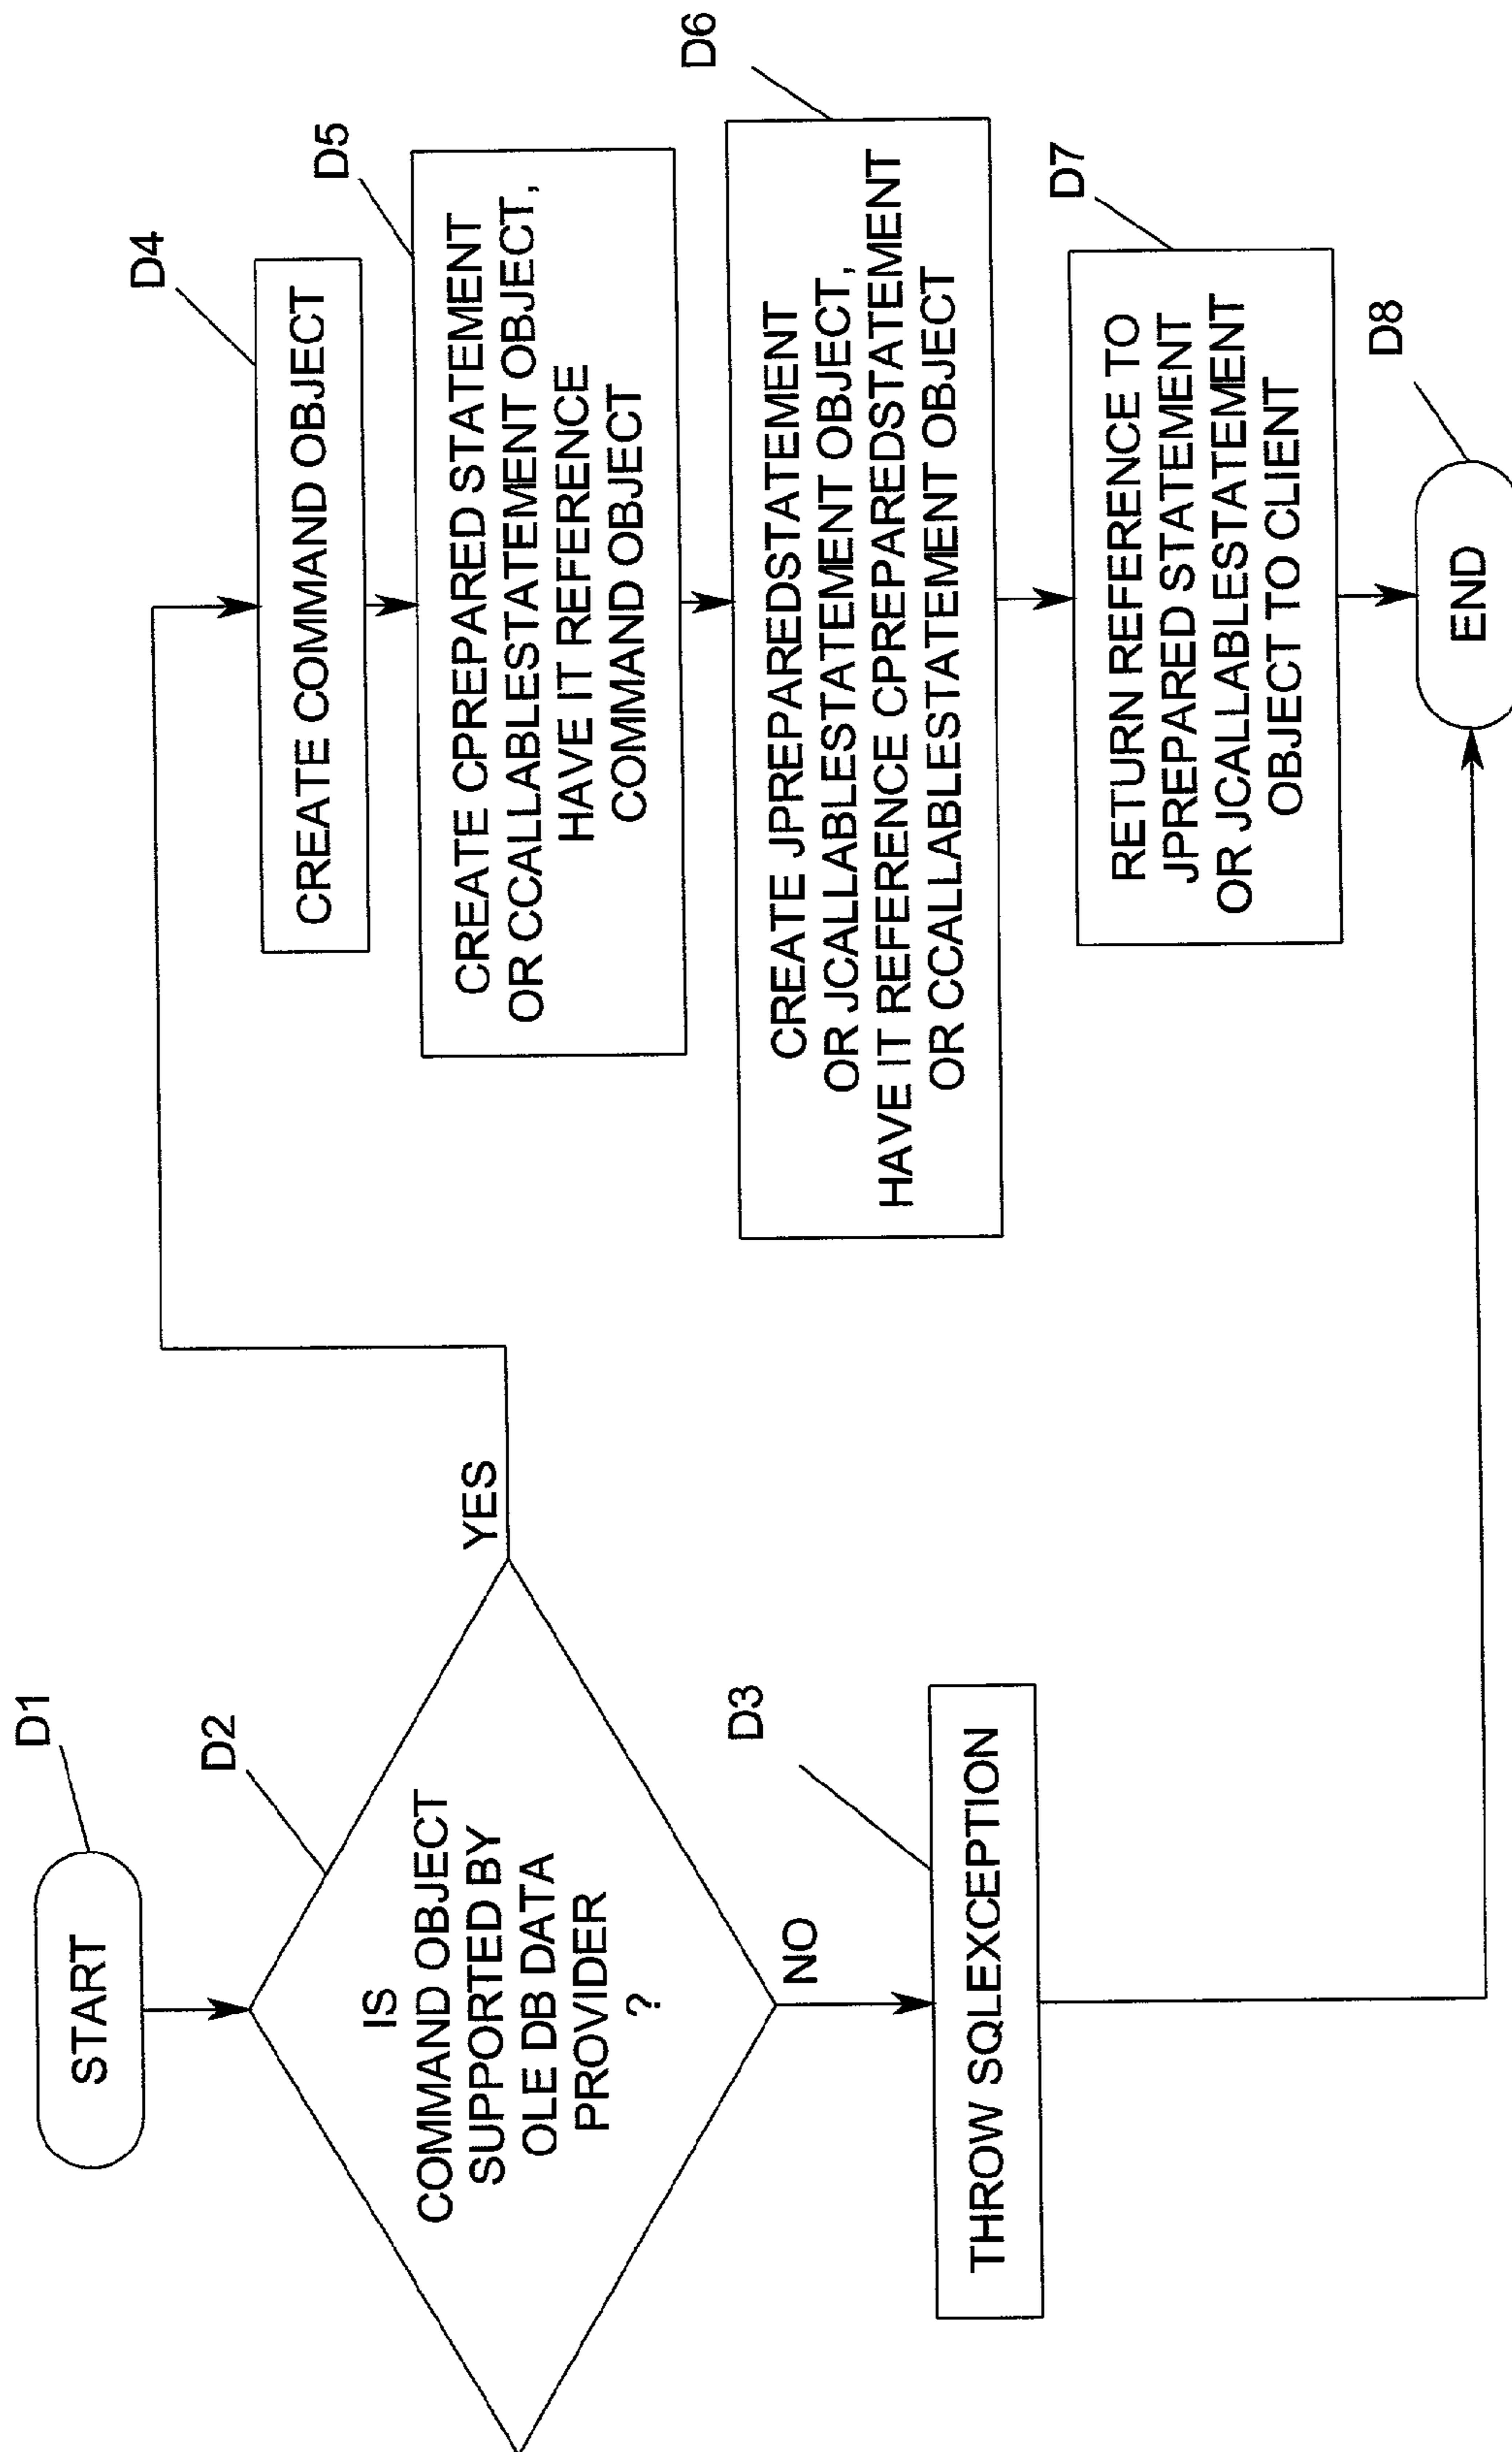 D1
START
D2
IS
COMMAND OBJECT
SUPPORTED BY
OLE DB DATA
PROVIDER
?
YES
NO
D3
THROW SQLEXCEPTION
D4
CREATE COMMAND OBJECT
D5
CREATE CPREPARED STATEMENT
OR CCALLABLESTATEMENT OBJECT,
HAVE IT REFERENCE
COMMAND OBJECT
D6
CREATE JPREPAREDSTATEMENT
OR JCALLABLESTATEMENT OBJECT,
HAVE IT REFERENCE CPREPAREDSTATEMENT
OR CCALLABLESTATEMENT OBJECT
D7
RETURN REFERENCE TO
JPREPARED STATEMENT
OR JCALLABLESTATEMENT
OBJECT TO CLIENT
D8
END